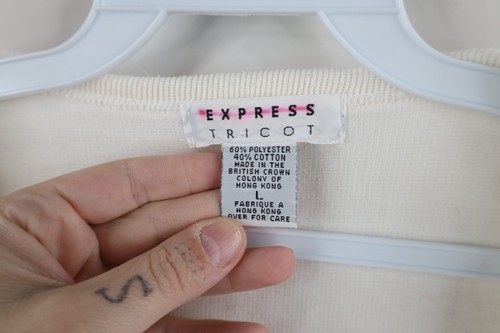 EXPRESS
TRICOT
60% POLYESTER
40% COTTON
MADE IN THE
BRITISH CROWN
COLONY OF
HONG KONG
L
FABRIQUE A
HONG KONG
OVER FOR CARE
S